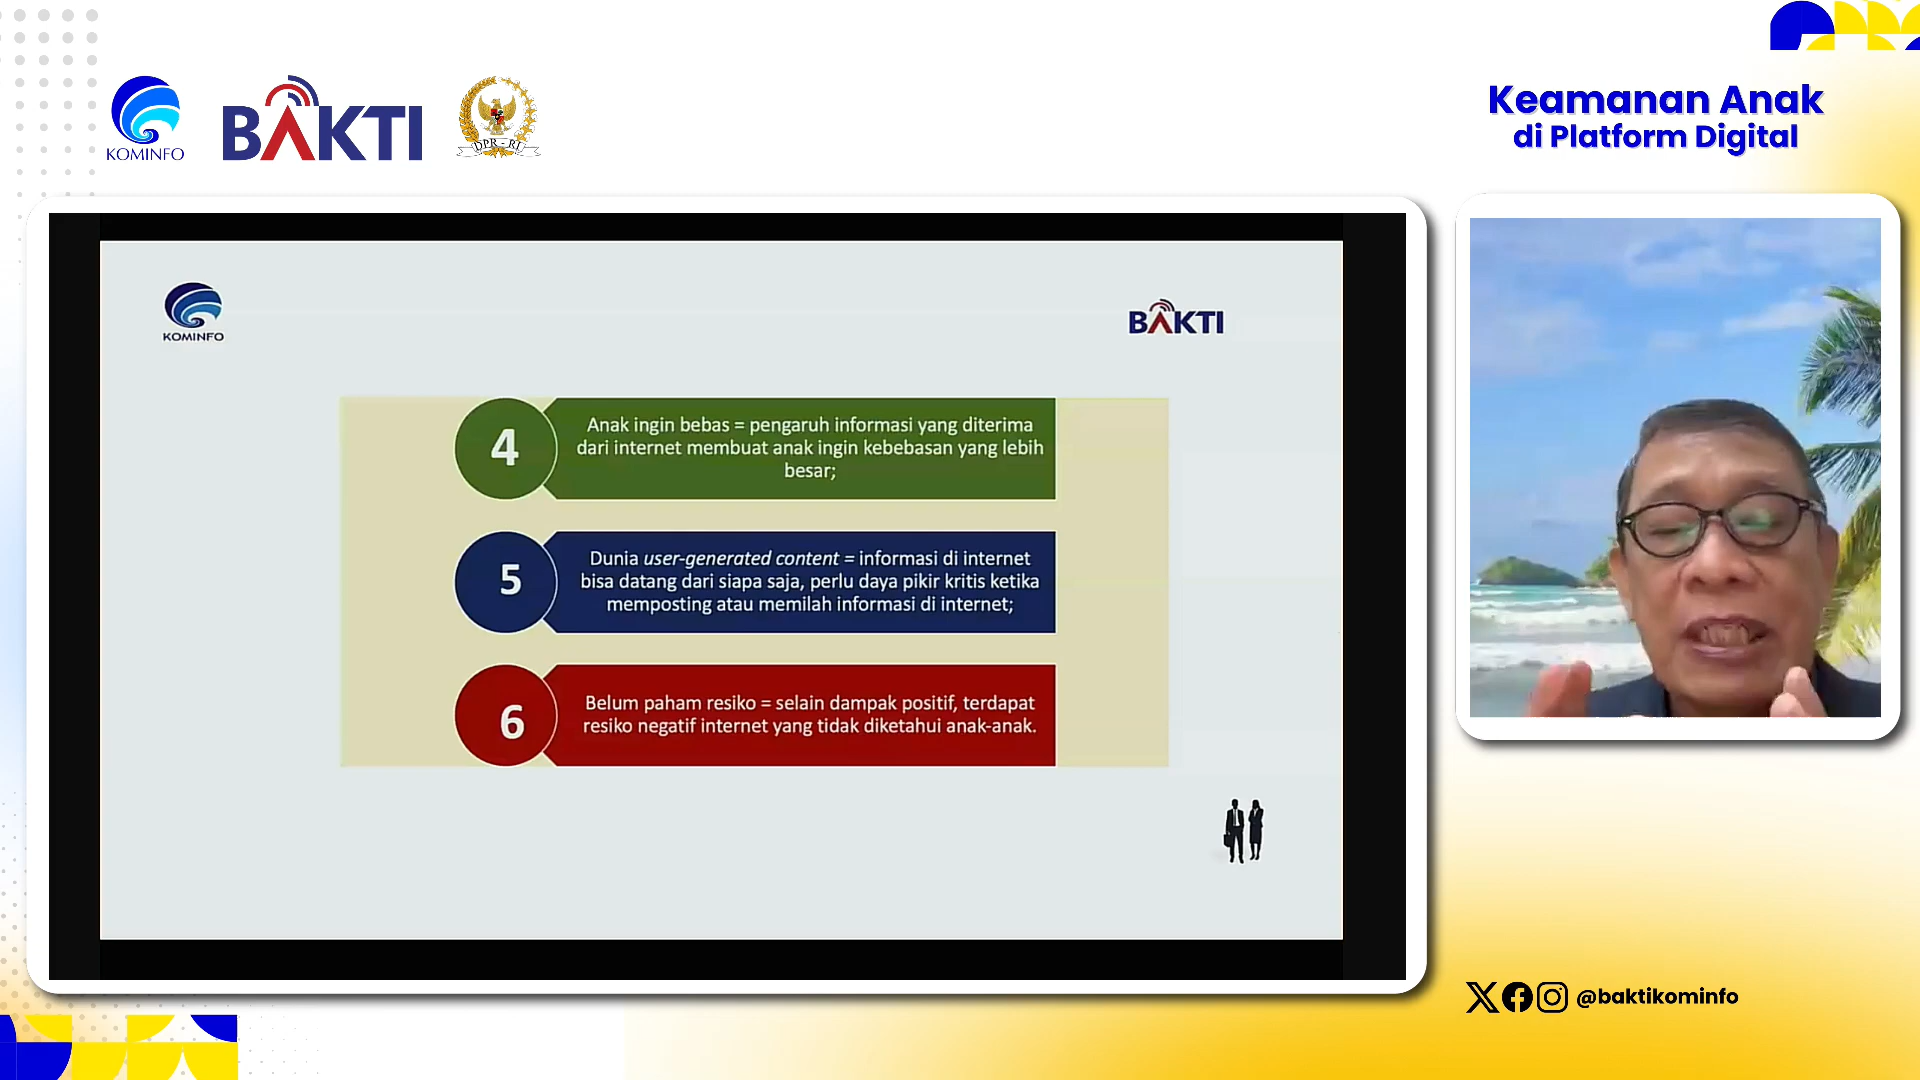 KOMINFO
BAKTI
DPR - RI
Keamanan Anak
di Platform Digital
KOMINFO
BAKTI
4
Anak ingin bebas = pengaruh informasi yang diterima
dari internet membuat anak ingin kebebasan yang lebih
besar;
5
Dunia user-generated content = informasi di internet
bisa datang dari siapa saja, perlu daya pikir kritis ketika
memposting atau memilah informasi di internet;
6
Belum paham resiko = selain dampak positif, terdapat
resiko negatif internet yang tidak diketahui anak-anak.
@baktikominfo